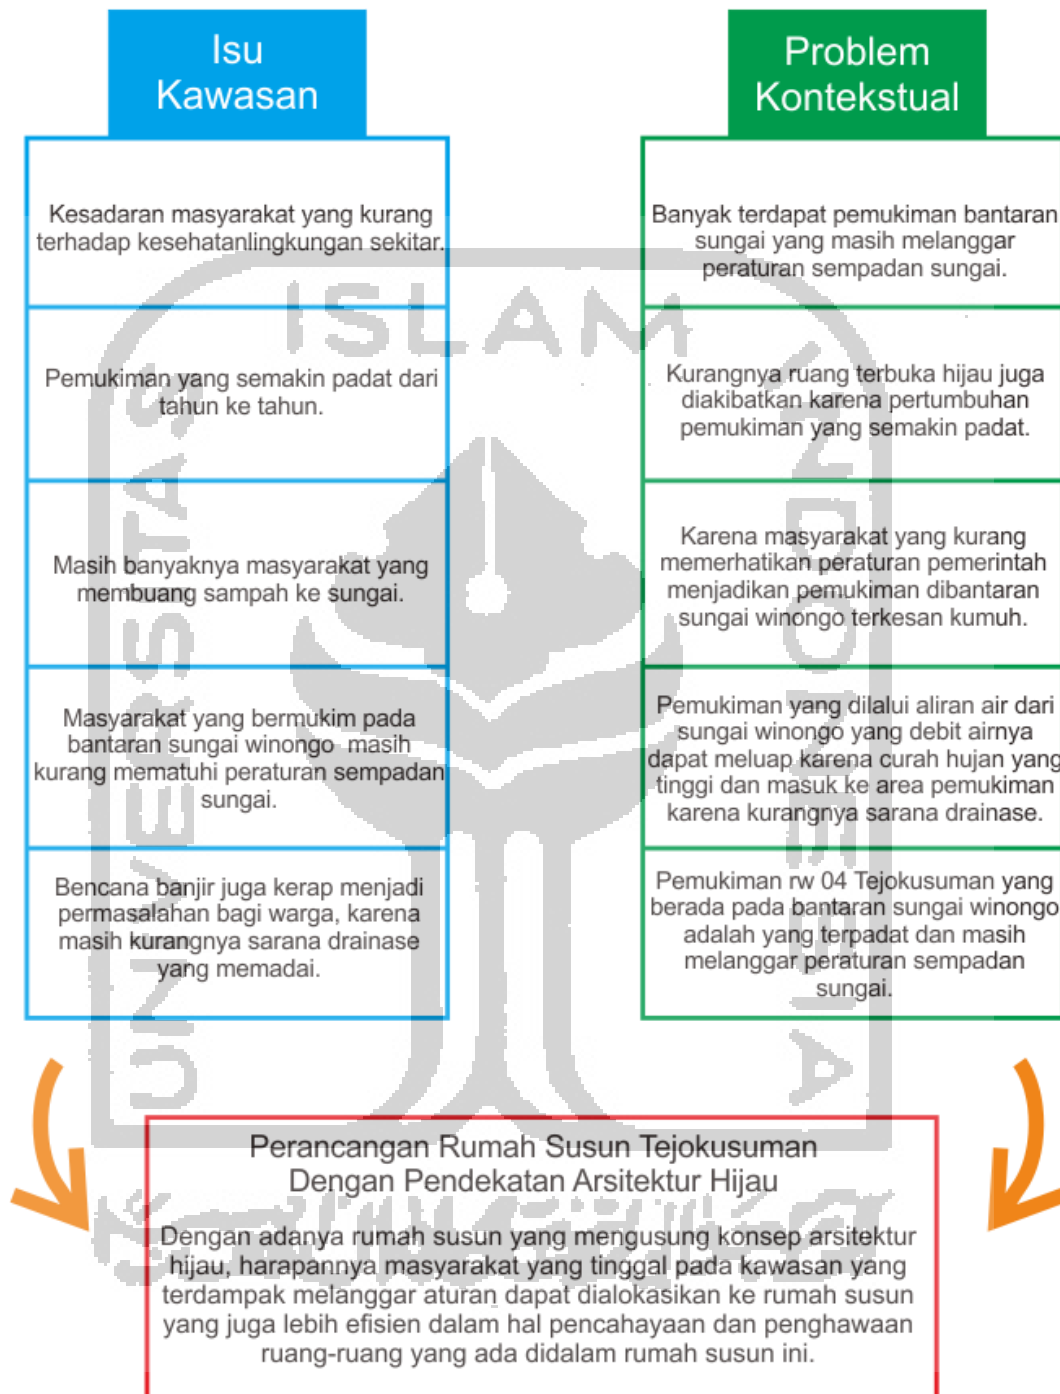 Isu
Kawasan
Kesadaran masyarakat yang kurang
terhadap kesehatanlingkungan sekitar.
Pemukiman yang semakin padat dari
tahun ke tahun.
Masih banyaknya masyarakat yang
membuang sampah ke sungai.
Masyarakat yang bermukim pada
bantaran sungai winongo masih
kurang mematuhi peraturan sempadan
sungai.
Bencana banjir juga kerap menjadi
permasalahan bagi warga, karena
masih kurangnya sarana drainase
yang memadai.
Problem
Kontekstual
Banyak terdapat pemukiman bantaran
sungai yang masih melanggar
peraturan sempadan sungai.
Kurangnya ruang terbuka hijau juga
diakibatkan karena pertumbuhan
pemukiman yang semakin padat.
Karena masyarakat yang kurang
memerhatikan peraturan pemerintah
menjadikan pemukiman dibantaran
sungai winongo terkesan kumuh.
Pemukiman yang dilalui aliran air dari
sungai winongo yang debit airnya
dapat meluap karena curah hujan yang
tinggi dan masuk ke area pemukiman
karena kurangnya sarana drainase.
Pemukiman rw 04 Tejokusuman yang
berada pada bantaran sungai winongo
adalah yang terpadat dan masih
melanggar peraturan sempadan
sungai.
Perancangan Rumah Susun Tejokusuman
Dengan Pendekatan Arsitektur Hijau
Dengan adanya rumah susun yang mengusung konsep arsitektur
hijau, harapannya masyarakat yang tinggal pada kawasan yang
terdampak melanggar aturan dapat dialokasikan ke rumah susun
yang juga lebih efisien dalam hal pencahayaan dan penghawaan
ruang-ruang yang ada didalam rumah susun ini.
UNIVERSITAS
ISLAM
INDONESIA